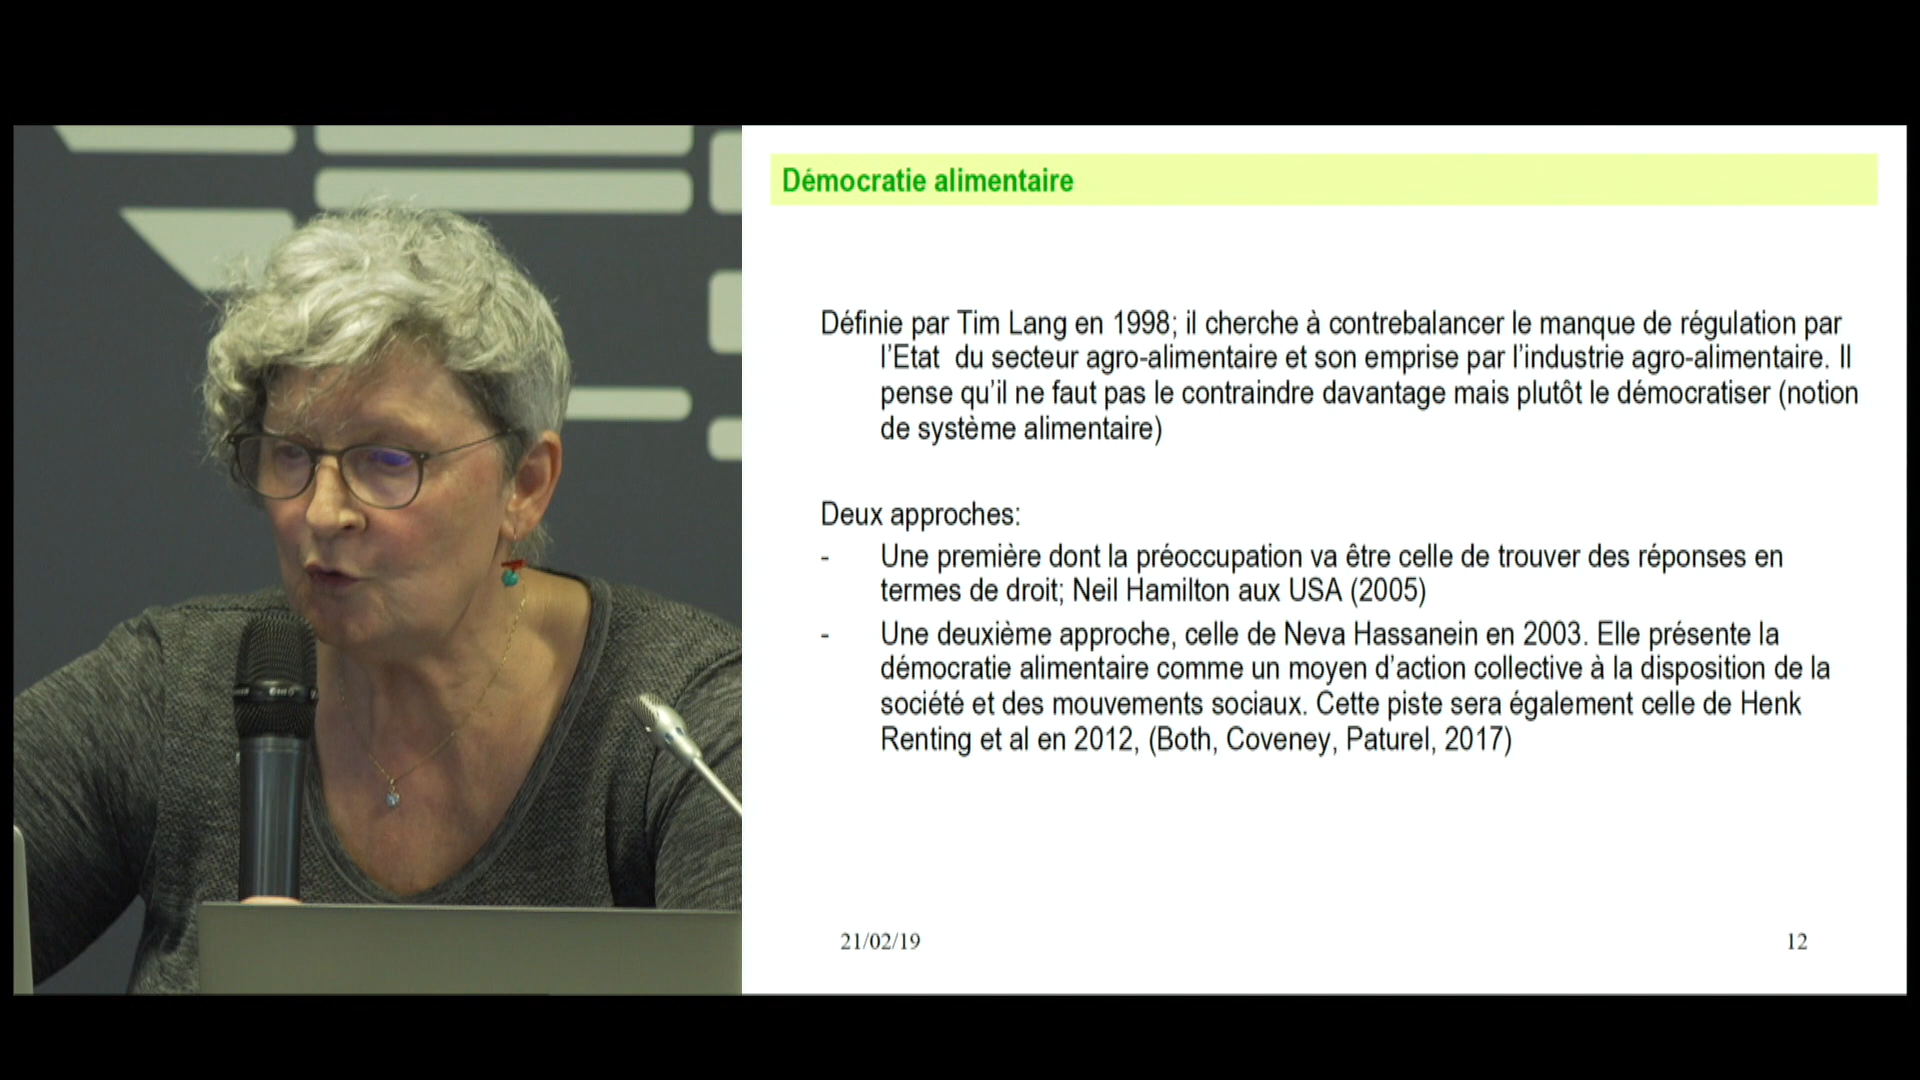 Démocratie alimentaire
Définie par Tim Lang en 1998; il cherche à contrebalancer le manque de régulation par
l'Etat du secteur agro-alimentaire et son emprise par l'industrie agro-alimentaire. Il
pense qu'il ne faut pas le contraindre davantage mais plutôt le démocratiser (notion
de système alimentaire)
Deux approches:
- Une première dont la préoccupation va être celle de trouver des réponses en
termes de droit; Neil Hamilton aux USA (2005)
- Une deuxième approche, celle de Neva Hassanein en 2003. Elle présente la
démocratie alimentaire comme un moyen d'action collective à la disposition de la
société et des mouvements sociaux. Cette piste sera également celle de Henk
Renting et al en 2012, (Both, Coveney, Paturel, 2017)
21/02/19
12